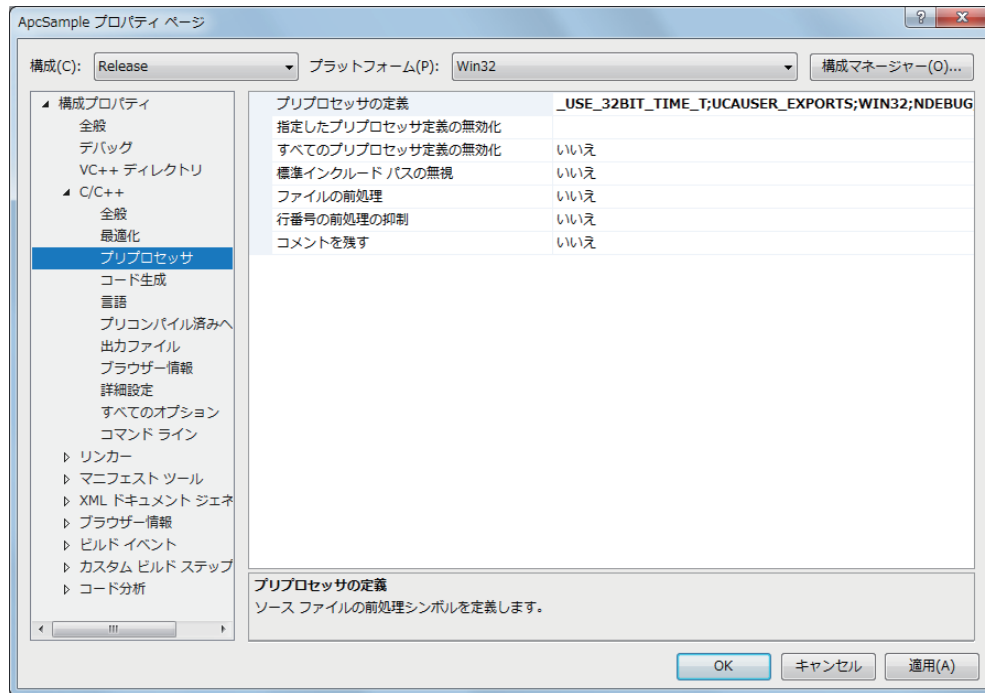 ApcSample プロパティ ページ
構成(C): Release プラットフォーム(P): Win32 構成マネージャー(O)...
構成プロパティ
全般
デバッグ
VC++ ディレクトリ
C/C++
全般
最適化
プリプロセッサ
コード生成
言語
プリコンパイル済みヘ
出力ファイル
ブラウザー情報
詳細設定
すべてのオプション
コマンド ライン
リンカー
マニフェスト ツール
XML ドキュメント ジェネ
ブラウザー情報
ビルド イベント
カスタム ビルド ステップ
コード分析
プリプロセッサの定義 _USE_32BIT_TIME_T;UCAUSER_EXPORTS;WIN32;NDEBUG
指定したプリプロセッサ定義の無効化
すべてのプリプロセッサ定義の無効化 いいえ
標準インクルード パスの無視 いいえ
ファイルの前処理 いいえ
行番号の前処理の抑制 いいえ
コメントを残す いいえ
プリプロセッサの定義
ソース ファイルの前処理シンボルを定義します。
OK キャンセル 適用(A)